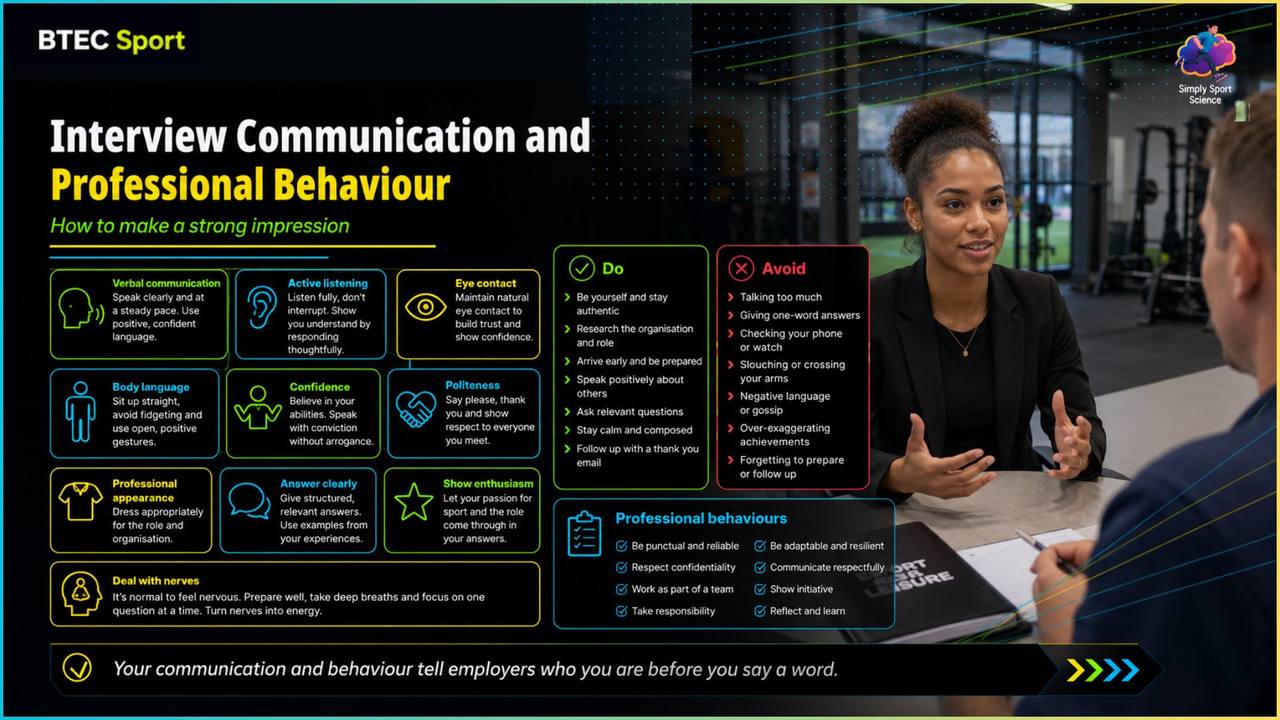 BTEC Sport
Simply Sport
Science
Interview Communication and
Professional Behaviour
How to make a strong impression
Verbal communication
Speak clearly and at
a steady pace. Use
positive, confident
language.
Active listening
Listen fully, don't
interrupt. Show
you understand by
responding
thoughtfully.
Eye contact
Maintain natural
eye contact to
build trust and
show confidence.
Body language
Sit up straight,
avoid fidgeting and
use open, positive
gestures.
Confidence
Believe in your
abilities. Speak
with conviction
without arrogance.
Politeness
Say please, thank
you and show
respect to everyone
you meet.
Professional
appearance
Dress appropriately
for the role and
organisation.
Answer clearly
Give structured,
relevant answers.
Use examples from
your experiences.
Show enthusiasm
Let your passion for
sport and the role
come through in
your answers.
Deal with nerves
It's normal to feel nervous. Prepare well, take deep breaths and focus on one
question at a time. Turn nerves into energy.
Do
Be yourself and stay
authentic
Research the organisation
and role
Arrive early and be prepared
Speak positively about
others
Ask relevant questions
Stay calm and composed
Follow up with a thank you
email
Avoid
Talking too much
Giving one-word answers
Checking your phone
or watch
Slouching or crossing
your arms
Negative language
or gossip
Over-exaggerating
achievements
Forgetting to prepare
or follow up
Professional behaviours
Be punctual and reliable
Respect confidentiality
Work as part of a team
Take responsibility
Be adaptable and resilient
Communicate respectfully
Show initiative
Reflect and learn
LEISURE
Your communication and behaviour tell employers who you are before you say a word.